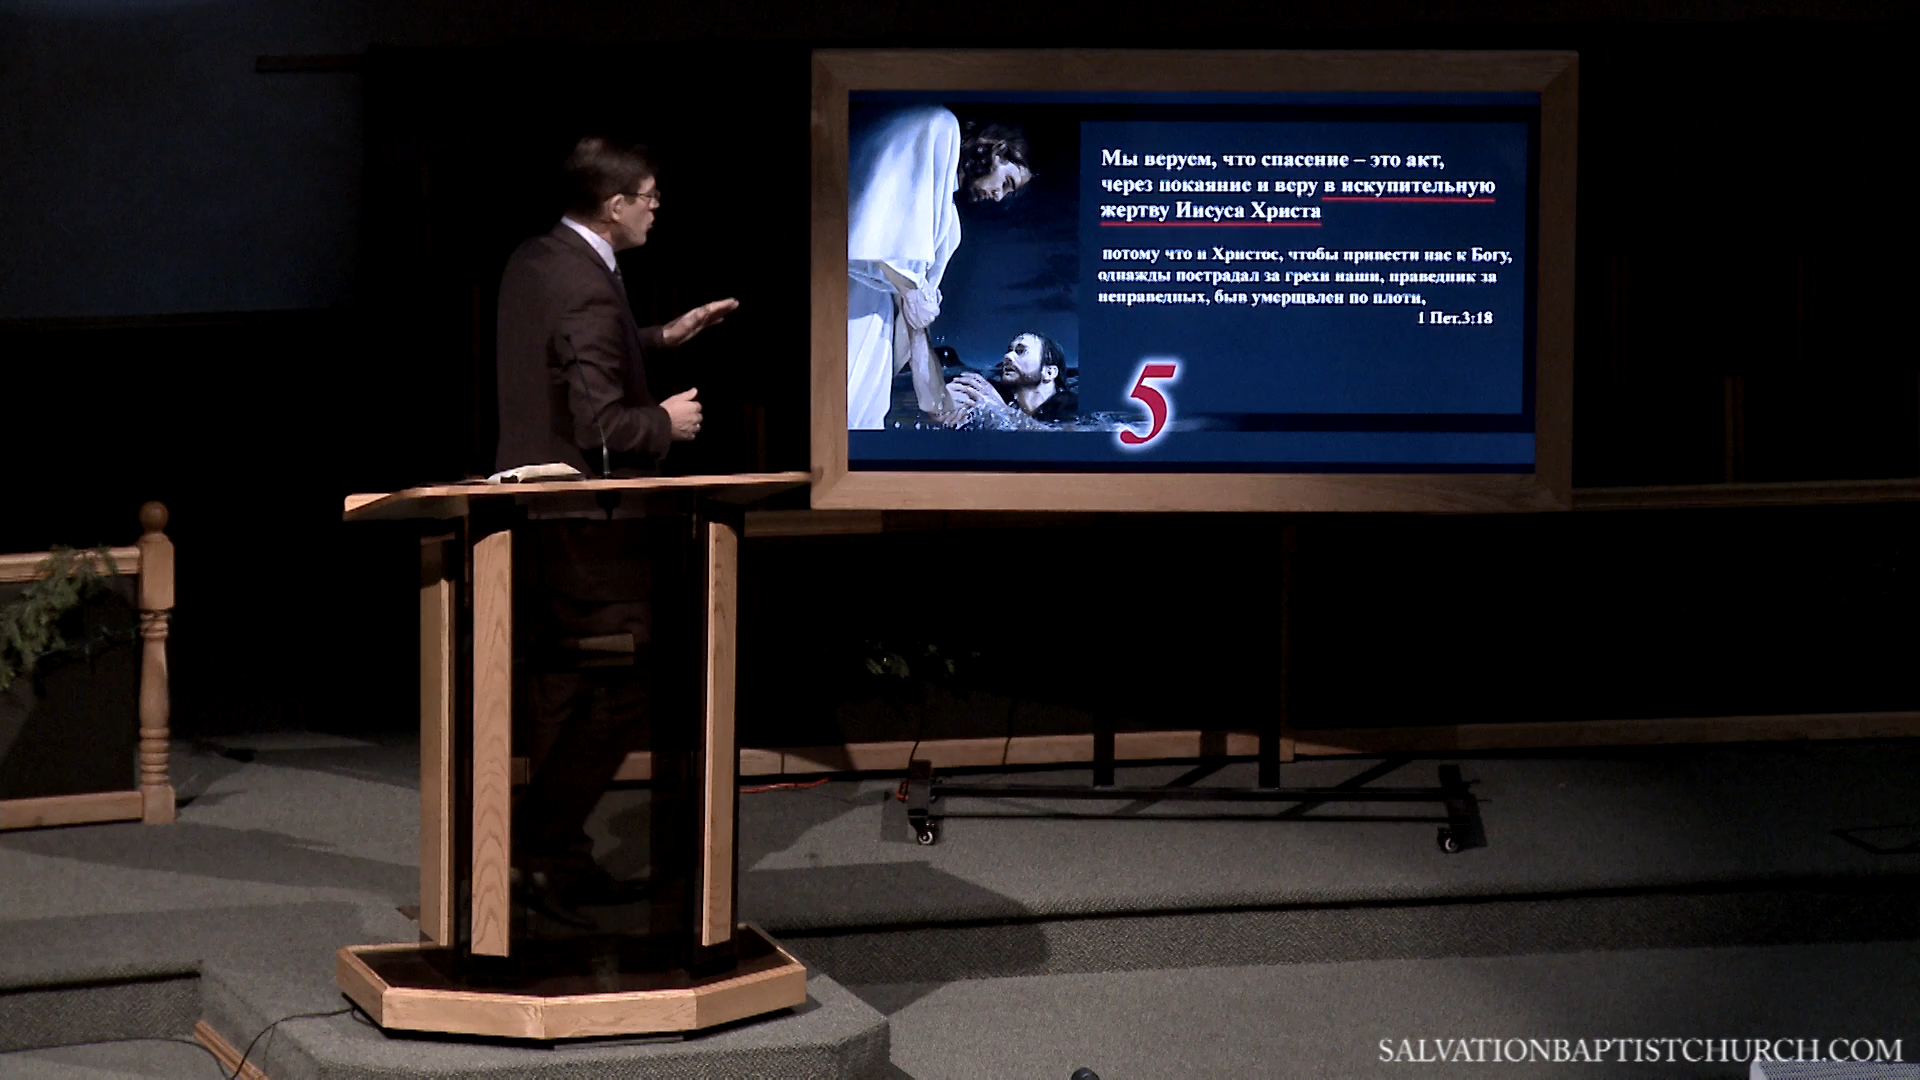 Мы веруем, что спасение – это акт,
через покаяние и веру в искупительную
жертву Иисуса Христа
потому что и Христос, чтобы привести нас к Богу,
однажды пострадал за грехи наши, праведник за
неправедных, быв умерщвлен по плоти,
1 Пет.3:18
5
SALVATIONBAPTISTCHURCH.COM